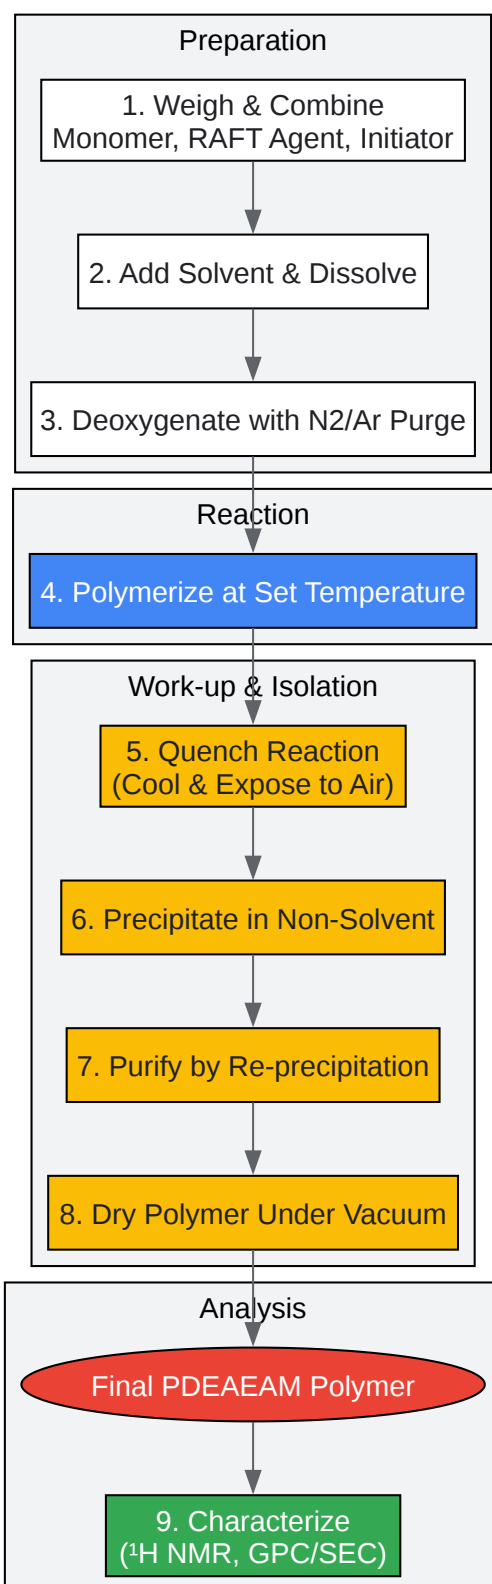 Preparation
1. Weigh & Combine
Monomer, RAFT Agent, Initiator
2. Add Solvent & Dissolve
3. Deoxygenate with N2/Ar Purge
Reaction
4. Polymerize at Set Temperature
Work-up & Isolation
5. Quench Reaction
(Cool & Expose to Air)
6. Precipitate in Non-Solvent
7. Purify by Re-precipitation
8. Dry Polymer Under Vacuum
Analysis
Final PDEAEAM Polymer
9. Characterize
(¹H NMR, GPC/SEC)